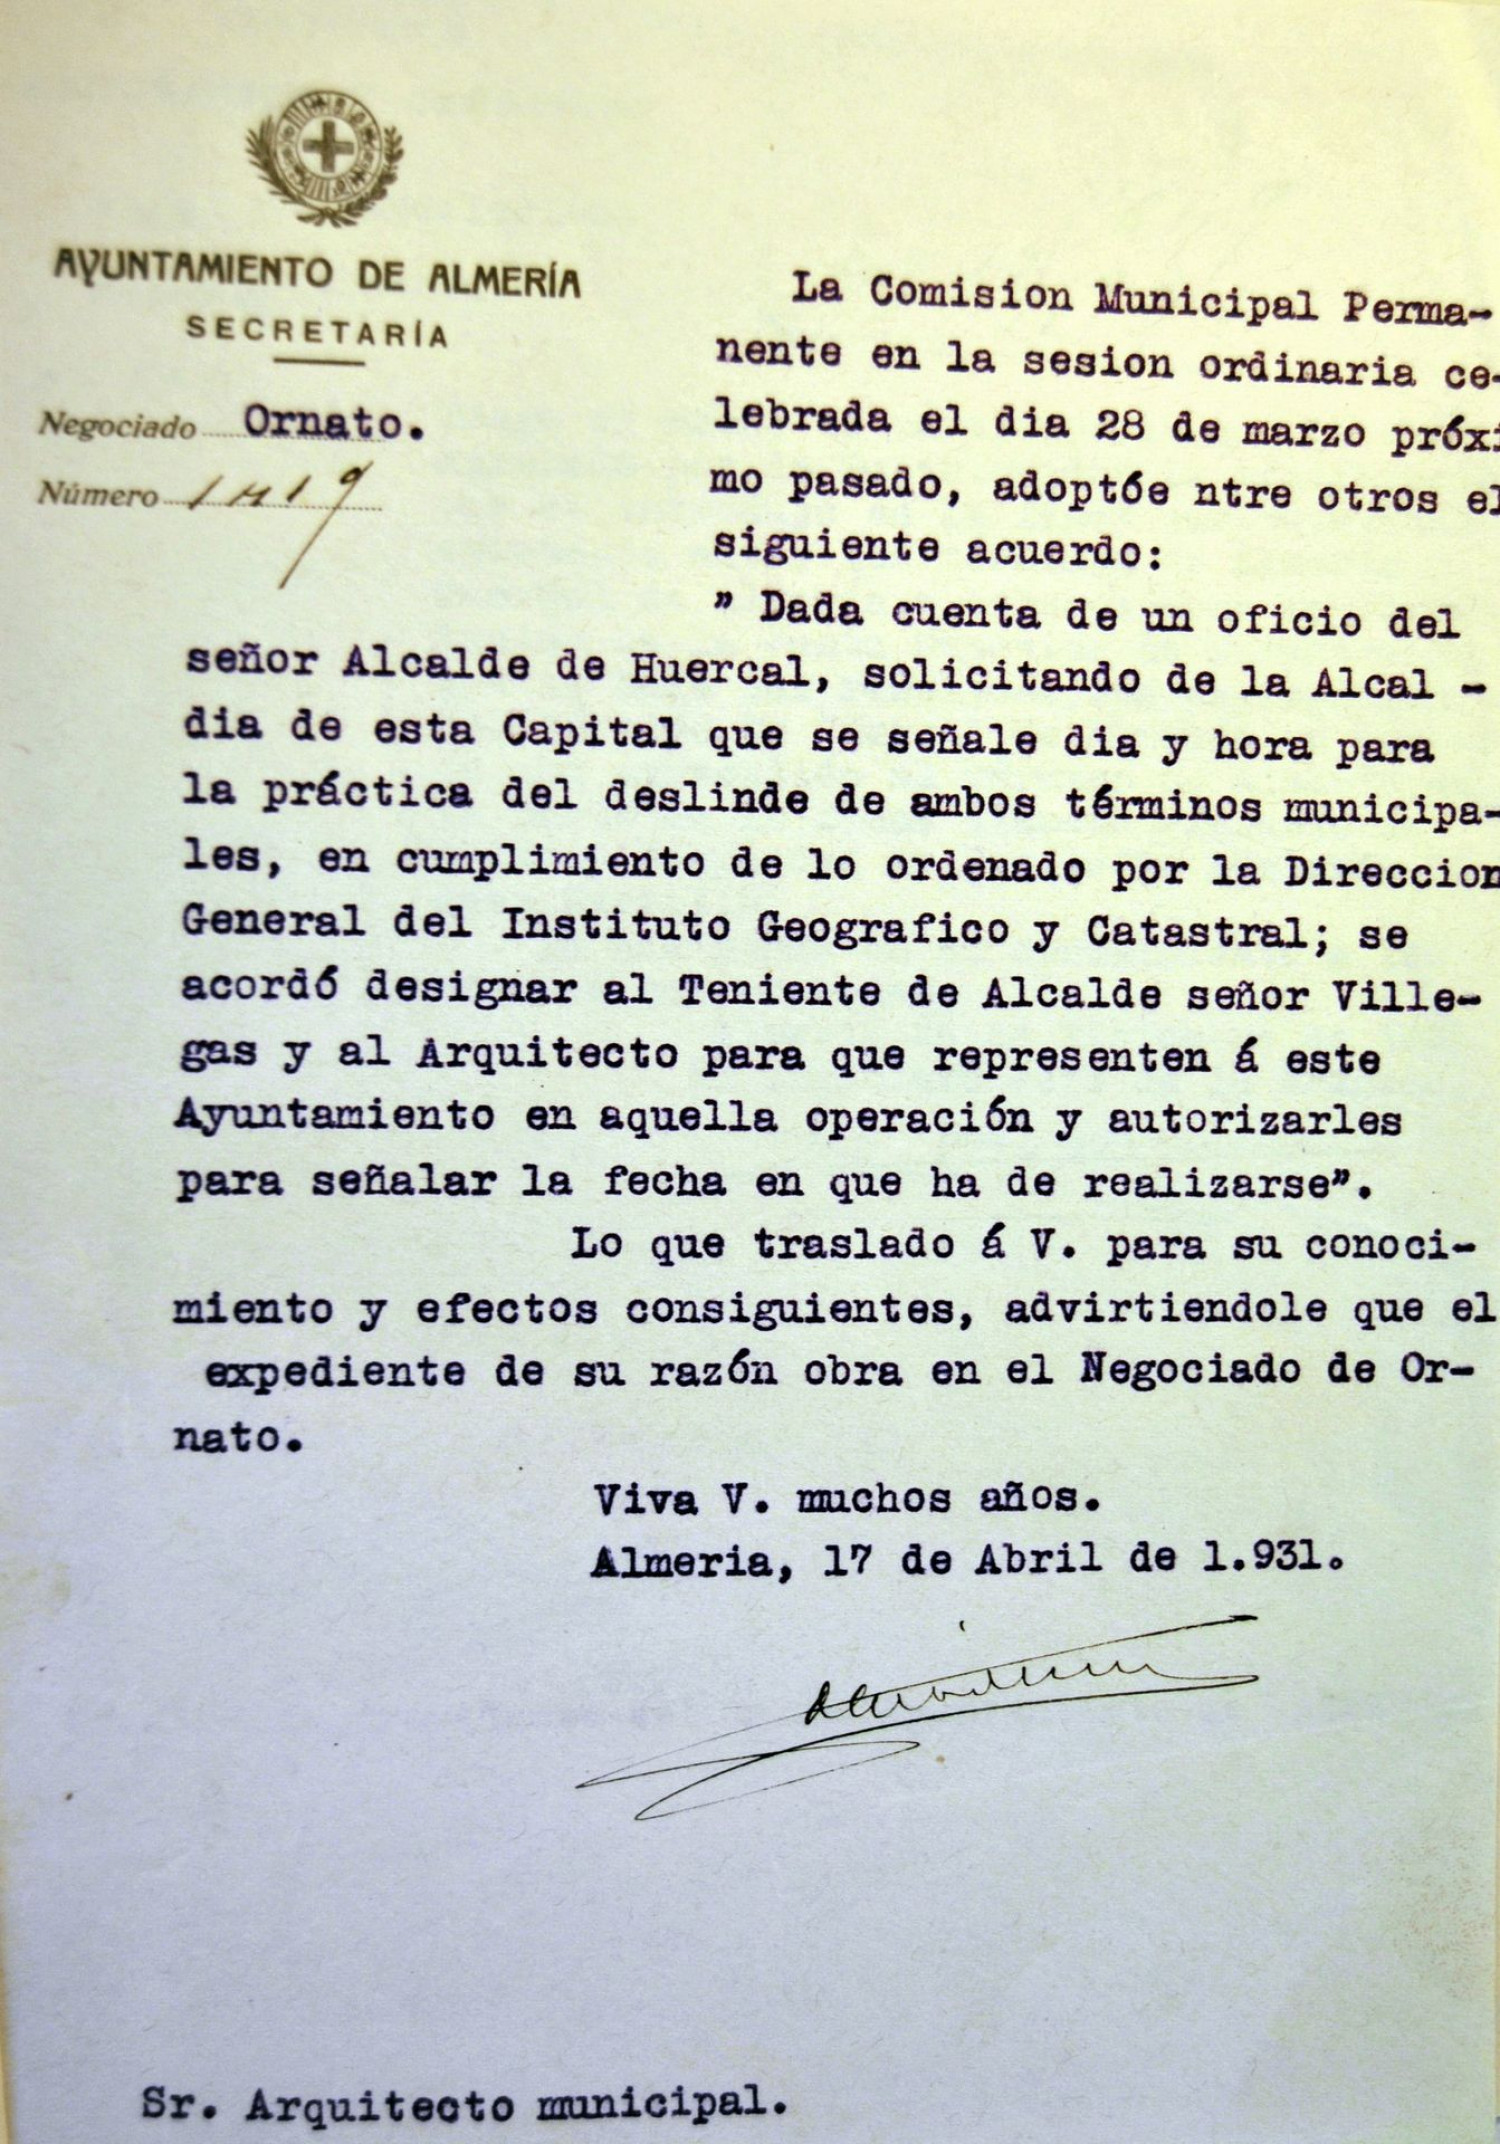 AYUNTAMIENTO DE ALMERÍA
SECRETARÍA
Negociado Ornato.
Número
La Comision Municipal Perma-
nente en la sesion ordinaria ce-
lebrada el dia 28 de marzo próxi
mo pasado, adoptóe ntre otros el
siguiente acuerdo:
" Dada cuenta de un oficio del
señor Alcalde de Huercal, solicitando de la Alcal -
dia de esta Capital que se señale dia y hora para
la práctica del deslinde de ambos términos municipa-
les, en cumplimiento de lo ordenado por la Direccion
General del Instituto Geografico y Catastral; se
acordó designar al Teniente de Alcalde señor Ville-
gas y al Arquitecto para que representen á este
Ayuntamiento en aquella operación y autorizarles
para señalar la fecha en que ha de realizarse".
Lo que traslado á V. para su conoci-
miento y efectos consiguientes, advirtiendole que el
expediente de su razón obra en el Negociado de Or-
nato.
Viva V. muchos años.
Almeria, 17 de Abril de 1.931.
Sr. Arquitecto municipal.